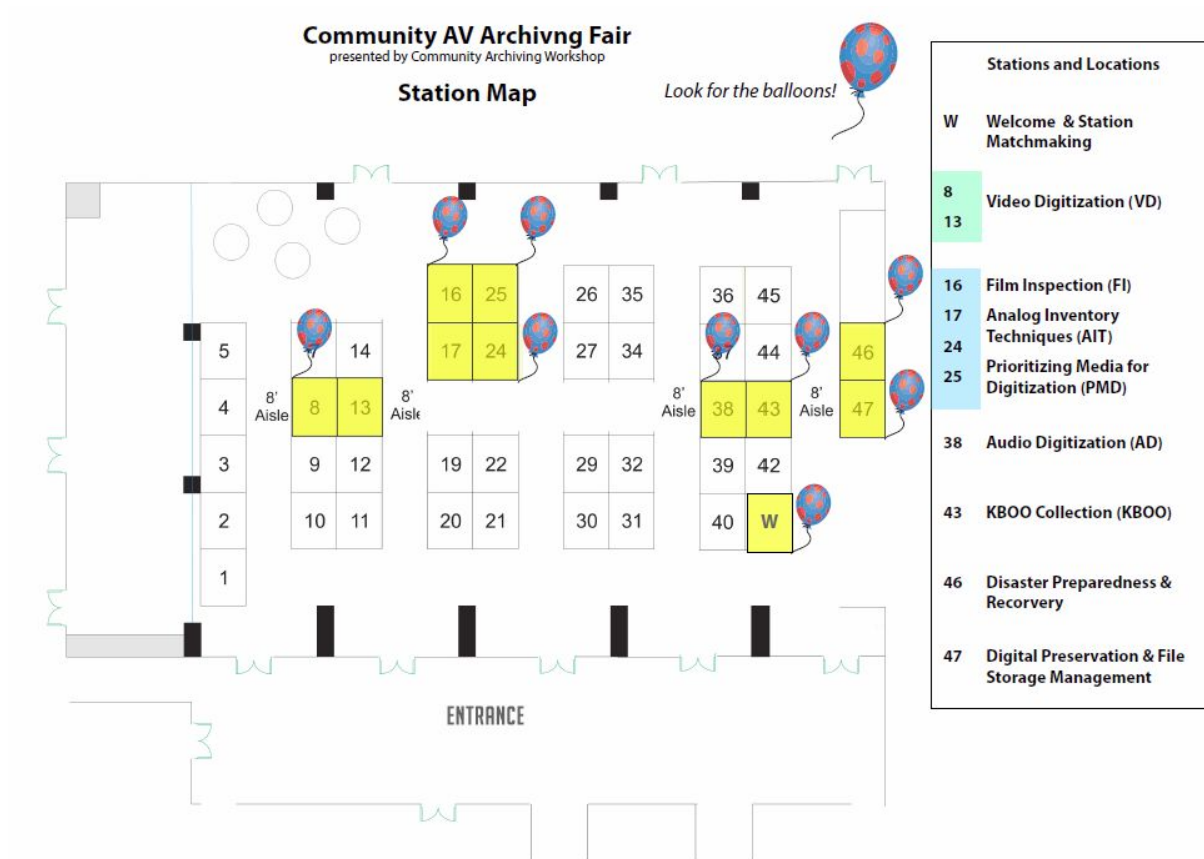 Community AV Archivng Fair
presented by Community Archiving Workshop
Station Map
Look for the balloons!
16 25 26 35 36 45
5 14 17 24 27 34 37 44 46
4 8' Aisle 8 13 8' Aisle 8' Aisle 38 43 8' Aisle 47
3 9 12 19 22 29 32 39 42
2 10 11 20 21 30 31 40 W
1
ENTRANCE
Stations and Locations
W Welcome & Station
Matchmaking
8
Video Digitization (VD)
13
16 Film Inspection (FI)
17 Analog Inventory
Techniques (AIT)
24
Prioritizing Media for
25
Digitization (PMD)
38 Audio Digitization (AD)
43 KBOO Collection (KBOO)
46 Disaster Preparedness &
Recorvery
47 Digital Preservation & File
Storage Management